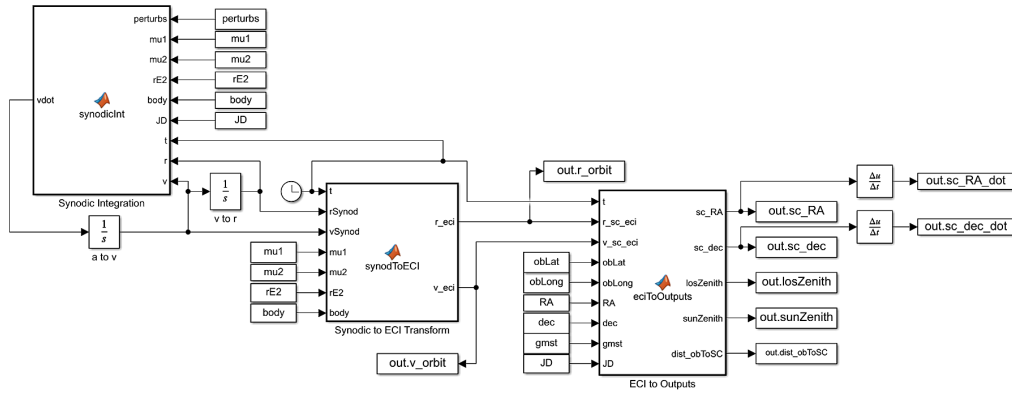 perturbs
mu1
mu2
rE2
body
JD
t
r
v
vdot
synodicInt
perturbs
mu1
mu2
rE2
body
JD
Synodic Integration
1
s
a to v
1
s
v to r
t
rSynod
vSynod
mu1
mu2
rE2
body
r_eci
v_eci
synodToECI
mu1
mu2
rE2
body
Synodic to ECI Transform
out.r_orbit
out.v_orbit
t
r_sc_eci
v_sc_eci
obLat
obLong
RA
dec
gmst
JD
obLat
obLong
RA
dec
gmst
JD
eciToOutputs
sc_RA
sc_dec
losZenith
sunZenith
dist_obToSC
ECI to Outputs
Δu
Δt
out.sc_RA_dot
out.sc_RA
Δu
Δt
out.sc_dec_dot
out.sc_dec
out.losZenith
out.sunZenith
out.dist_obToSC